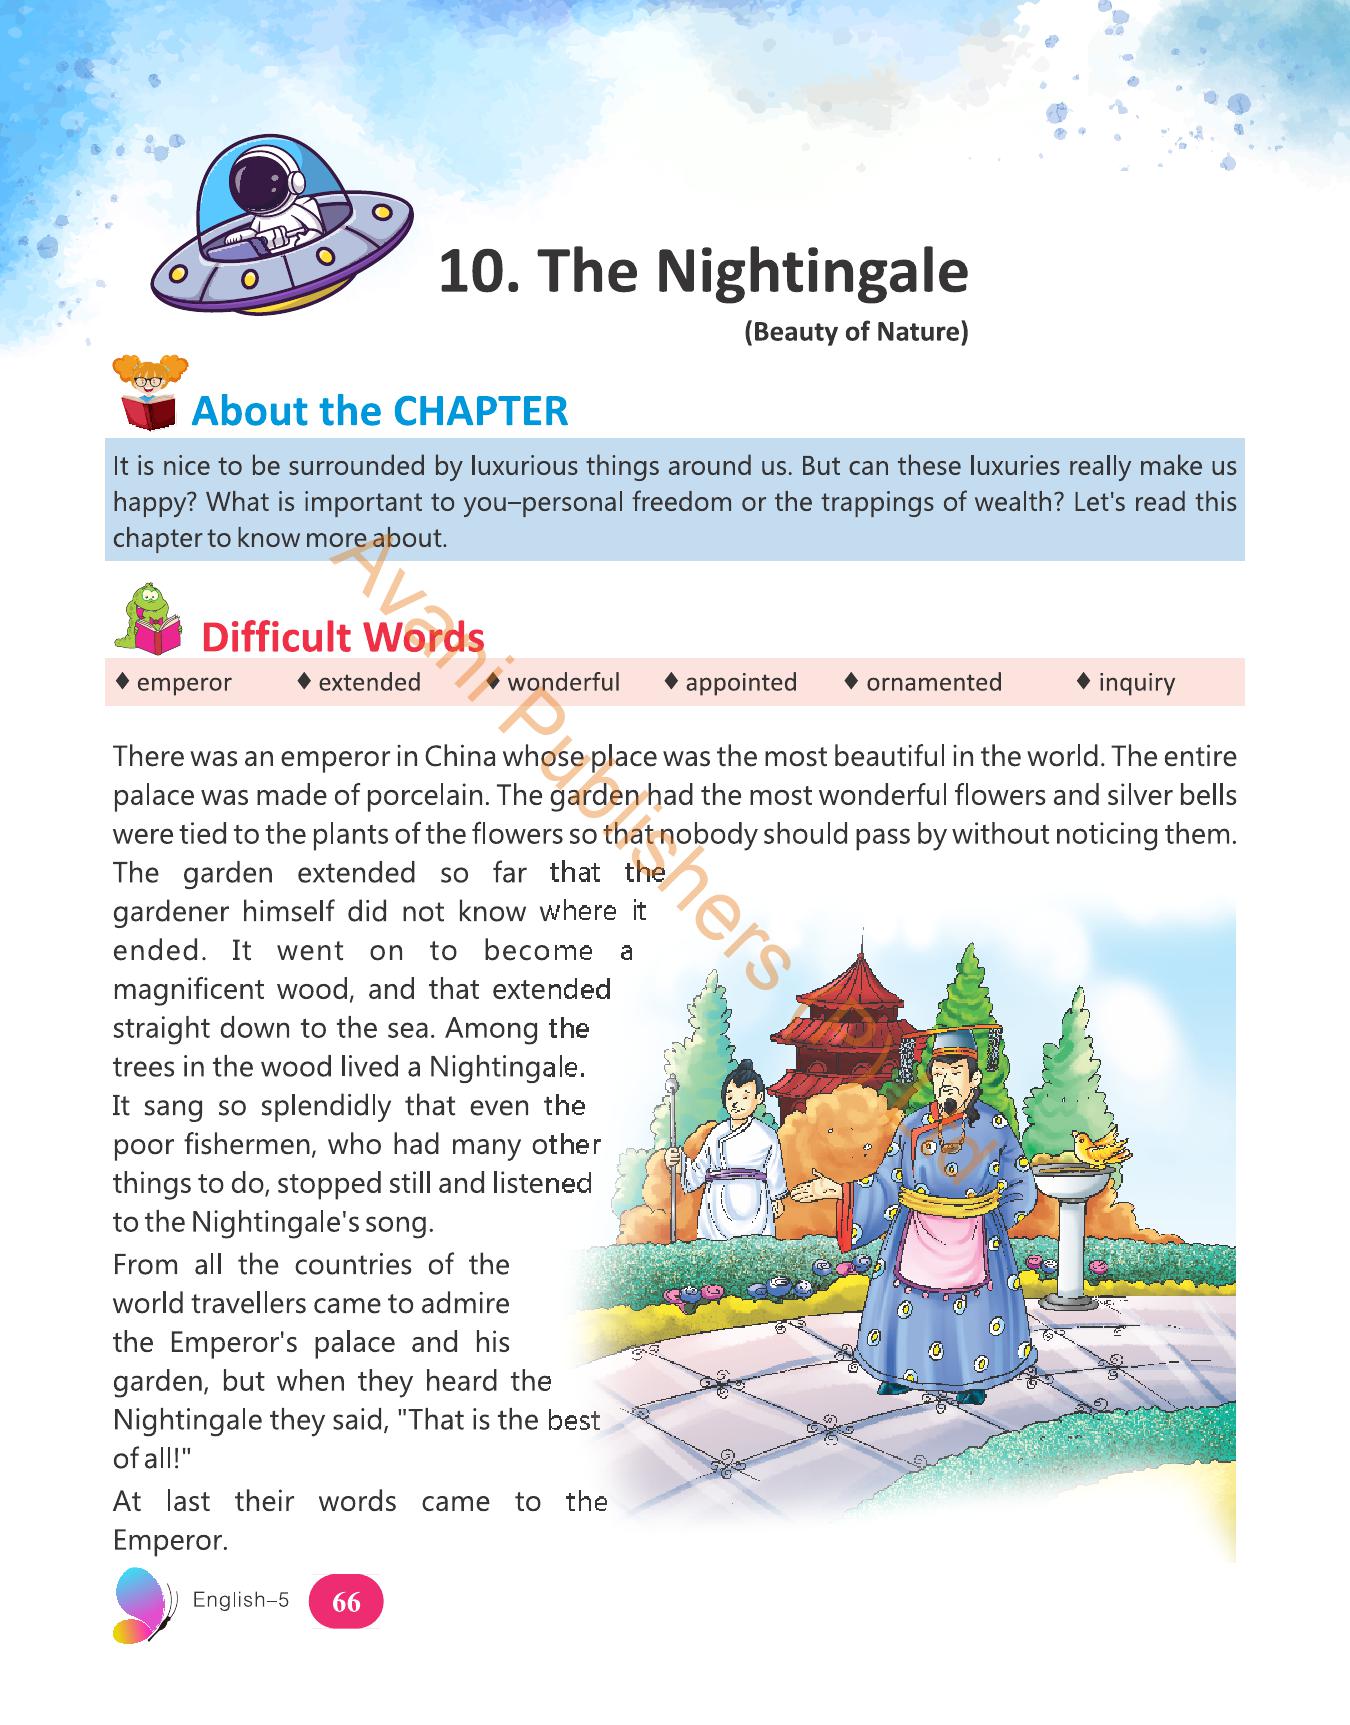 10. The Nightingale
(Beauty of Nature)
About the CHAPTER
It is nice to be surrounded by luxurious things around us. But can these luxuries really make us
happy? What is important to you–personal freedom or the trappings of wealth? Let's read this
chapter to know more about.
Difficult Words
♦ emperor ♦ extended ♦ wonderful ♦ appointed ♦ ornamented ♦ inquiry
There was an emperor in China whose place was the most beautiful in the world. The entire
palace was made of porcelain. The garden had the most wonderful flowers and silver bells
were tied to the plants of the flowers so that nobody should pass by without noticing them.
The garden extended so far that the
gardener himself did not know where it
ended. It went on to become a
magnificent wood, and that extended
straight down to the sea. Among the
trees in the wood lived a Nightingale.
It sang so splendidly that even the
poor fishermen, who had many other
things to do, stopped still and listened
to the Nightingale's song.
From all the countries of the
world travellers came to admire
the Emperor's palace and his
garden, but when they heard the
Nightingale they said, "That is the best
of all!"
At last their words came to the
Emperor.
English–5 66
Avani Publishers